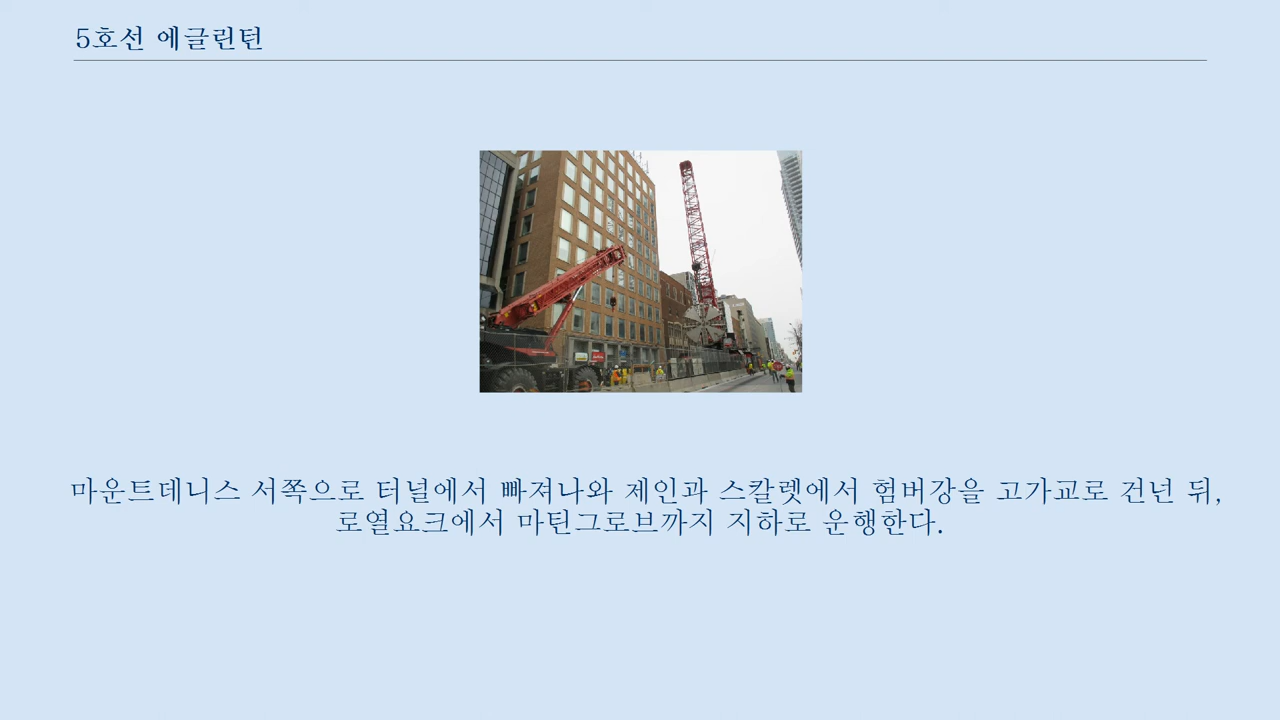 5호선 에글린턴
마운트데니스 서쪽으로 터널에서 빠져나와 제인과 스칼렛에서 험버강을 고가교로 건넌 뒤,
로열요크에서 마틴그로브까지 지하로 운행한다.